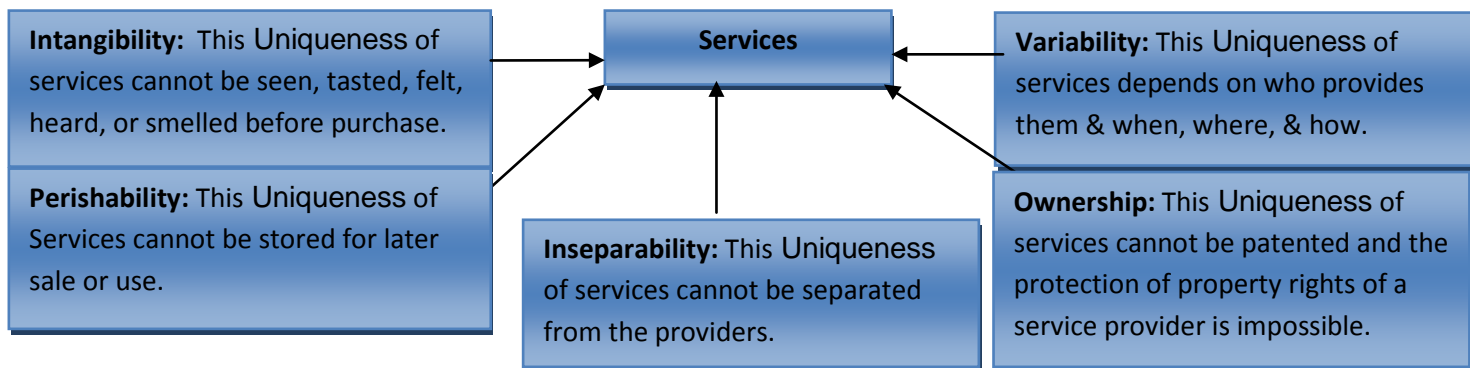 Intangibility: This Uniqueness of
services cannot be seen, tasted, felt,
heard, or smelled before purchase.
Perishability: This Uniqueness of
Services cannot be stored for later
sale or use.
Services
Inseparability: This Uniqueness
of services cannot be separated
from the providers.
Variability: This Uniqueness of
services depends on who provides
them & when, where, & how.
Ownership: This Uniqueness of
services cannot be patented and the
protection of property rights of a
service provider is impossible.